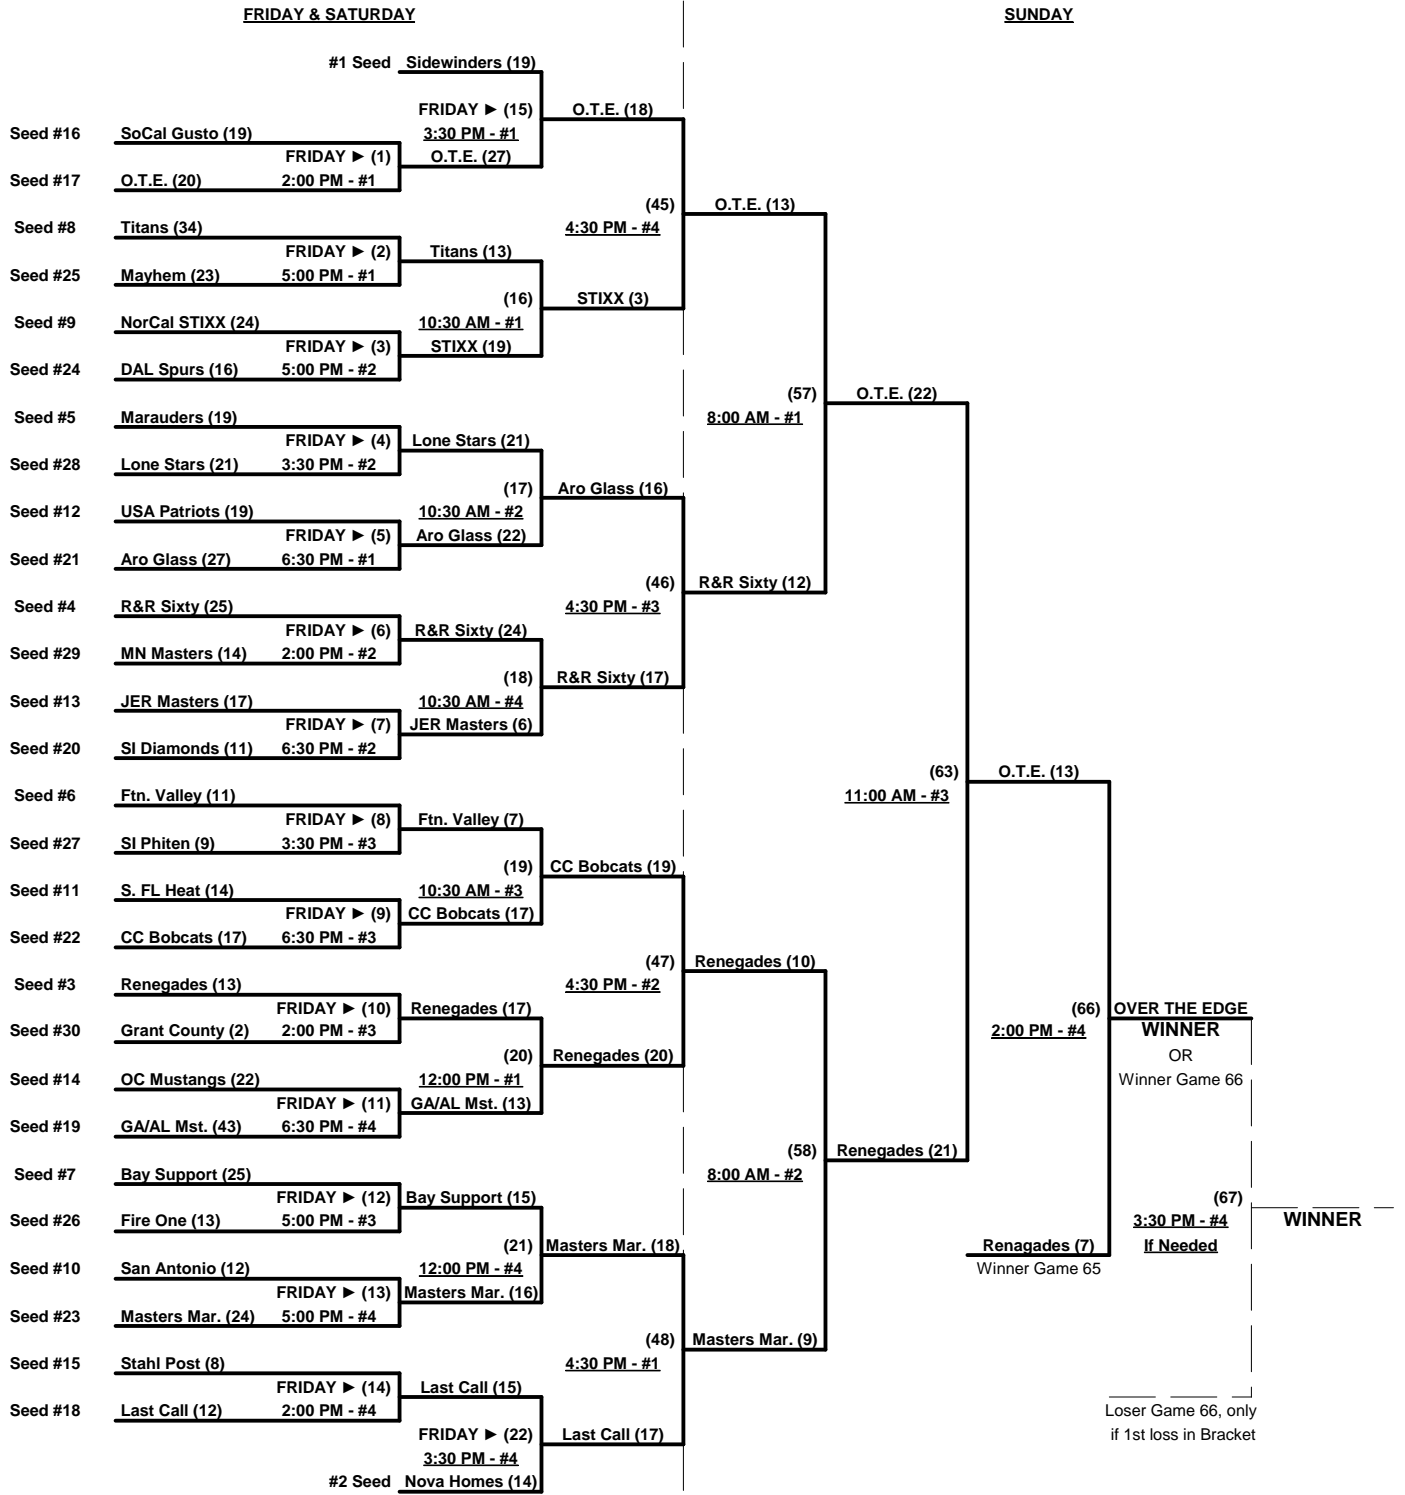 FRIDAY & SATURDAY
SUNDAY
#1 Seed Sidewinders (19)
FRIDAY ► (15) O.T.E. (18)
Seed #16 SoCal Gusto (19) 3:30 PM - #1
FRIDAY ► (1) O.T.E. (27)
Seed #17 O.T.E. (20) 2:00 PM - #1
(45) O.T.E. (13)
Seed #8 Titans (34) 4:30 PM - #4
FRIDAY ► (2) Titans (13)
Seed #25 Mayhem (23) 5:00 PM - #1
(16) STIXX (3)
Seed #9 NorCal STIXX (24) 10:30 AM - #1
FRIDAY ► (3) STIXX (19)
Seed #24 DAL Spurs (16) 5:00 PM - #2
(57) O.T.E. (22)
Seed #5 Marauders (19) 8:00 AM - #1
FRIDAY ► (4) Lone Stars (21)
Seed #28 Lone Stars (21) 3:30 PM - #2
(17) Aro Glass (16)
Seed #12 USA Patriots (19) 10:30 AM - #2
FRIDAY ► (5) Aro Glass (22)
Seed #21 Aro Glass (27) 6:30 PM - #1
(46) R&R Sixty (12)
Seed #4 R&R Sixty (25) 4:30 PM - #3
FRIDAY ► (6) R&R Sixty (24)
Seed #29 MN Masters (14) 2:00 PM - #2
(18) R&R Sixty (17)
Seed #13 JER Masters (17) 10:30 AM - #4
FRIDAY ► (7) JER Masters (6)
Seed #20 SI Diamonds (11) 6:30 PM - #2
(63) O.T.E. (13)
Seed #6 Ftn. Valley (11) 11:00 AM - #3
FRIDAY ► (8) Ftn. Valley (7)
Seed #27 SI Phiten (9) 3:30 PM - #3
(19) CC Bobcats (19)
Seed #11 S. FL Heat (14) 10:30 AM - #3
FRIDAY ► (9) CC Bobcats (17)
Seed #22 CC Bobcats (17) 6:30 PM - #3
(47) Renegades (10)
Seed #3 Renegades (13) 4:30 PM - #2
FRIDAY ► (10) Renegades (17) (66) OVER THE EDGE
Seed #30 Grant County (2) 2:00 PM - #3 2:00 PM - #4 WINNER
(20) Renegades (20) OR
Seed #14 OC Mustangs (22) 12:00 PM - #1 Winner Game 66
FRIDAY ► (11) GA/AL Mst. (13)
Seed #19 GA/AL Mst. (43) 6:30 PM - #4
(58) Renegades (21)
Seed #7 Bay Support (25) 8:00 AM - #2
FRIDAY ► (12) Bay Support (15) (67)
Seed #26 Fire One (13) 5:00 PM - #3 3:30 PM - #4 WINNER
(21) Masters Mar. (18) Renagades (7) If Needed
Seed #10 San Antonio (12) 12:00 PM - #4 Winner Game 65
FRIDAY ► (13) Masters Mar. (16)
Seed #23 Masters Mar. (24) 5:00 PM - #4
(48) Masters Mar. (9)
Seed #15 Stahl Post (8) 4:30 PM - #1
FRIDAY ► (14) Last Call (15)
Seed #18 Last Call (12) 2:00 PM - #4 Loser Game 66, only
FRIDAY ► (22) Last Call (17) if 1st loss in Bracket
3:30 PM - #4
#2 Seed Nova Homes (14)